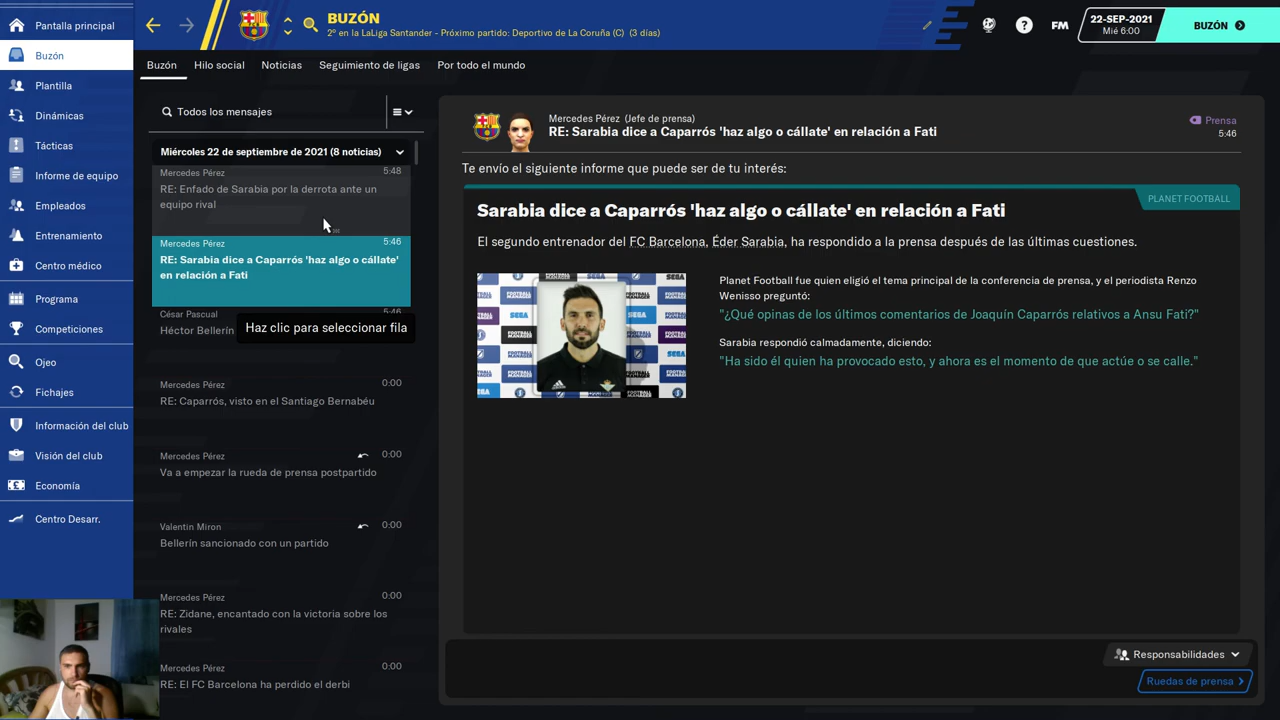 Pantalla principal
Buzón
Plantilla
Dinámicas
Tácticas
Informe de equipo
Empleados
Entrenamiento
Centro médico
Programa
Competiciones
Ojeo
Fichajes
Información del club
Visión del club
Economía
Centro Desarr.
BUZÓN
2º en la LaLiga Santander - Próximo partido: Deportivo de La Coruña (C) (3 días)
?
FM
22-SEP-2021
Mié 6:00
BUZÓN
Buzón
Hilo social
Noticias
Seguimiento de ligas
Por todo el mundo
Todos los mensajes
Miércoles 22 de septiembre de 2021 (8 noticias)
Mercedes Pérez 5:48
RE: Enfado de Sarabia por la derrota ante un
equipo rival
Mercedes Pérez 5:46
RE: Sarabia dice a Caparrós 'haz algo o cállate'
en relación a Fati
César Pascual 5:46
Héctor Bellerín
Haz clic para seleccionar fila
Mercedes Pérez 0:00
RE: Caparrós, visto en el Santiago Bernabéu
Mercedes Pérez 0:00
Va a empezar la rueda de prensa postpartido
Valentin Miron 0:00
Bellerín sancionado con un partido
Mercedes Pérez 0:00
RE: Zidane, encantado con la victoria sobre los
rivales
Mercedes Pérez 0:00
RE: El FC Barcelona ha perdido el derbi
Mercedes Pérez (Jefe de prensa)
RE: Sarabia dice a Caparrós 'haz algo o cállate' en relación a Fati
Prensa
5:46
Te envío el siguiente informe que puede ser de tu interés:
PLANET FOOTBALL
Sarabia dice a Caparrós 'haz algo o cállate' en relación a Fati
El segundo entrenador del FC Barcelona, Éder Sarabia, ha respondido a la prensa después de las últimas cuestiones.
Planet Football fue quien eligió el tema principal de la conferencia de prensa, y el periodista Renzo
Wenisso preguntó:
"¿Qué opinas de los últimos comentarios de Joaquín Caparrós relativos a Ansu Fati?"
Sarabia respondió calmadamente, diciendo:
"Ha sido él quien ha provocado esto, y ahora es el momento de que actúe o se calle."
Responsabilidades
Ruedas de prensa